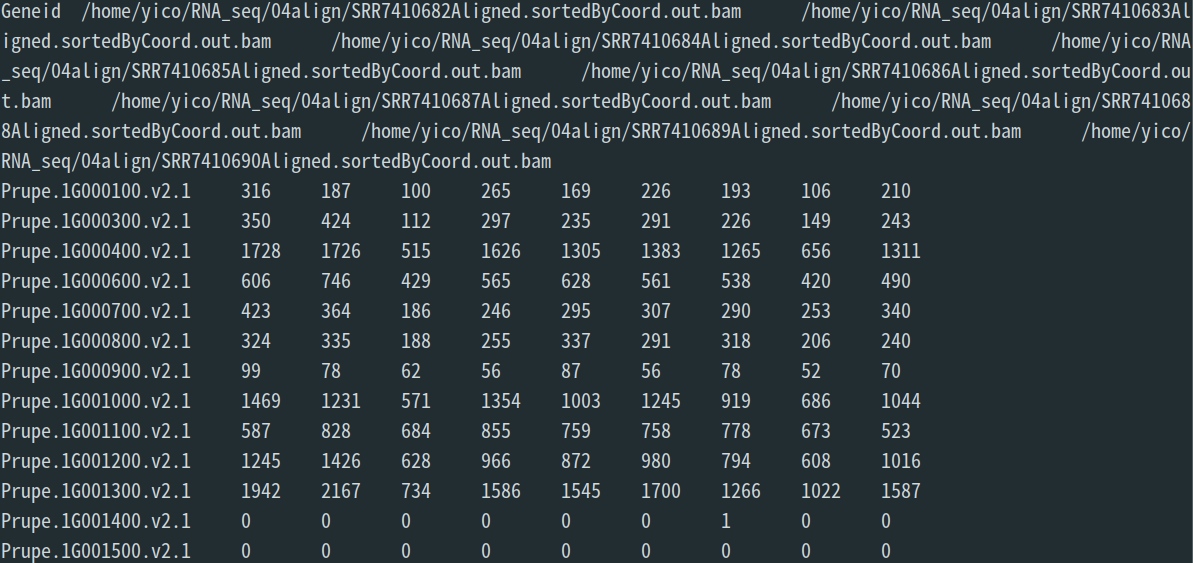 Geneid  /home/yico/RNA_seq/04align/SRR7410682Aligned.sortedByCoord.out.bam      /home/yico/RNA_seq/04align/SRR7410683Al
igned.sortedByCoord.out.bam      /home/yico/RNA_seq/04align/SRR7410684Aligned.sortedByCoord.out.bam      /home/yico/RNA
_seq/04align/SRR7410685Aligned.sortedByCoord.out.bam      /home/yico/RNA_seq/04align/SRR7410686Aligned.sortedByCoord.ou
t.bam      /home/yico/RNA_seq/04align/SRR7410687Aligned.sortedByCoord.out.bam      /home/yico/RNA_seq/04align/SRR741068
8Aligned.sortedByCoord.out.bam      /home/yico/RNA_seq/04align/SRR7410689Aligned.sortedByCoord.out.bam      /home/yico/
RNA_seq/04align/SRR7410690Aligned.sortedByCoord.out.bam
Prupe.1G000100.v2.1     316     187     100     265     169     226     193     106     210
Prupe.1G000300.v2.1     350     424     112     297     235     291     226     149     243
Prupe.1G000400.v2.1     1728    1726    515     1626    1305    1383    1265    656     1311
Prupe.1G000600.v2.1     606     746     429     565     628     561     538     420     490
Prupe.1G000700.v2.1     423     364     186     246     295     307     290     253     340
Prupe.1G000800.v2.1     324     335     188     255     337     291     318     206     240
Prupe.1G000900.v2.1     99      78      62      56      87      56      78      52      70
Prupe.1G001000.v2.1     1469    1231    571     1354    1003    1245    919     686     1044
Prupe.1G001100.v2.1     587     828     684     855     759     758     778     673     523
Prupe.1G001200.v2.1     1245    1426    628     966     872     980     794     608     1016
Prupe.1G001300.v2.1     1942    2167    734     1586    1545    1700    1266    1022    1587
Prupe.1G001400.v2.1     0       0       0       0       0       0       1       0       0
Prupe.1G001500.v2.1     0       0       0       0       0       0       0       0       0